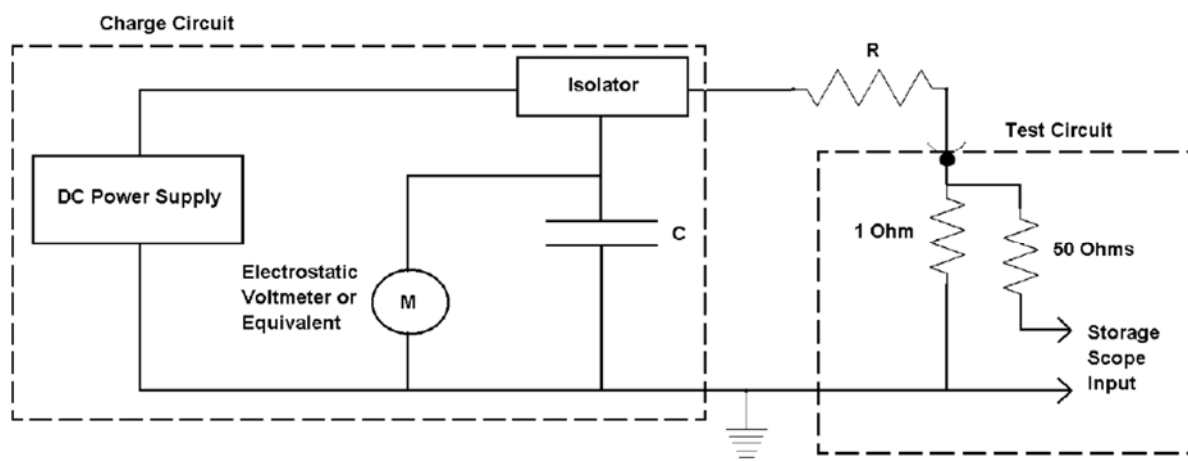 Charge Circuit
R
Isolator
Test Circuit
DC Power Supply
1 Ohm
C
50 Ohms
Electrostatic
Voltmeter or
Equivalent
M
Storage
Scope
Input